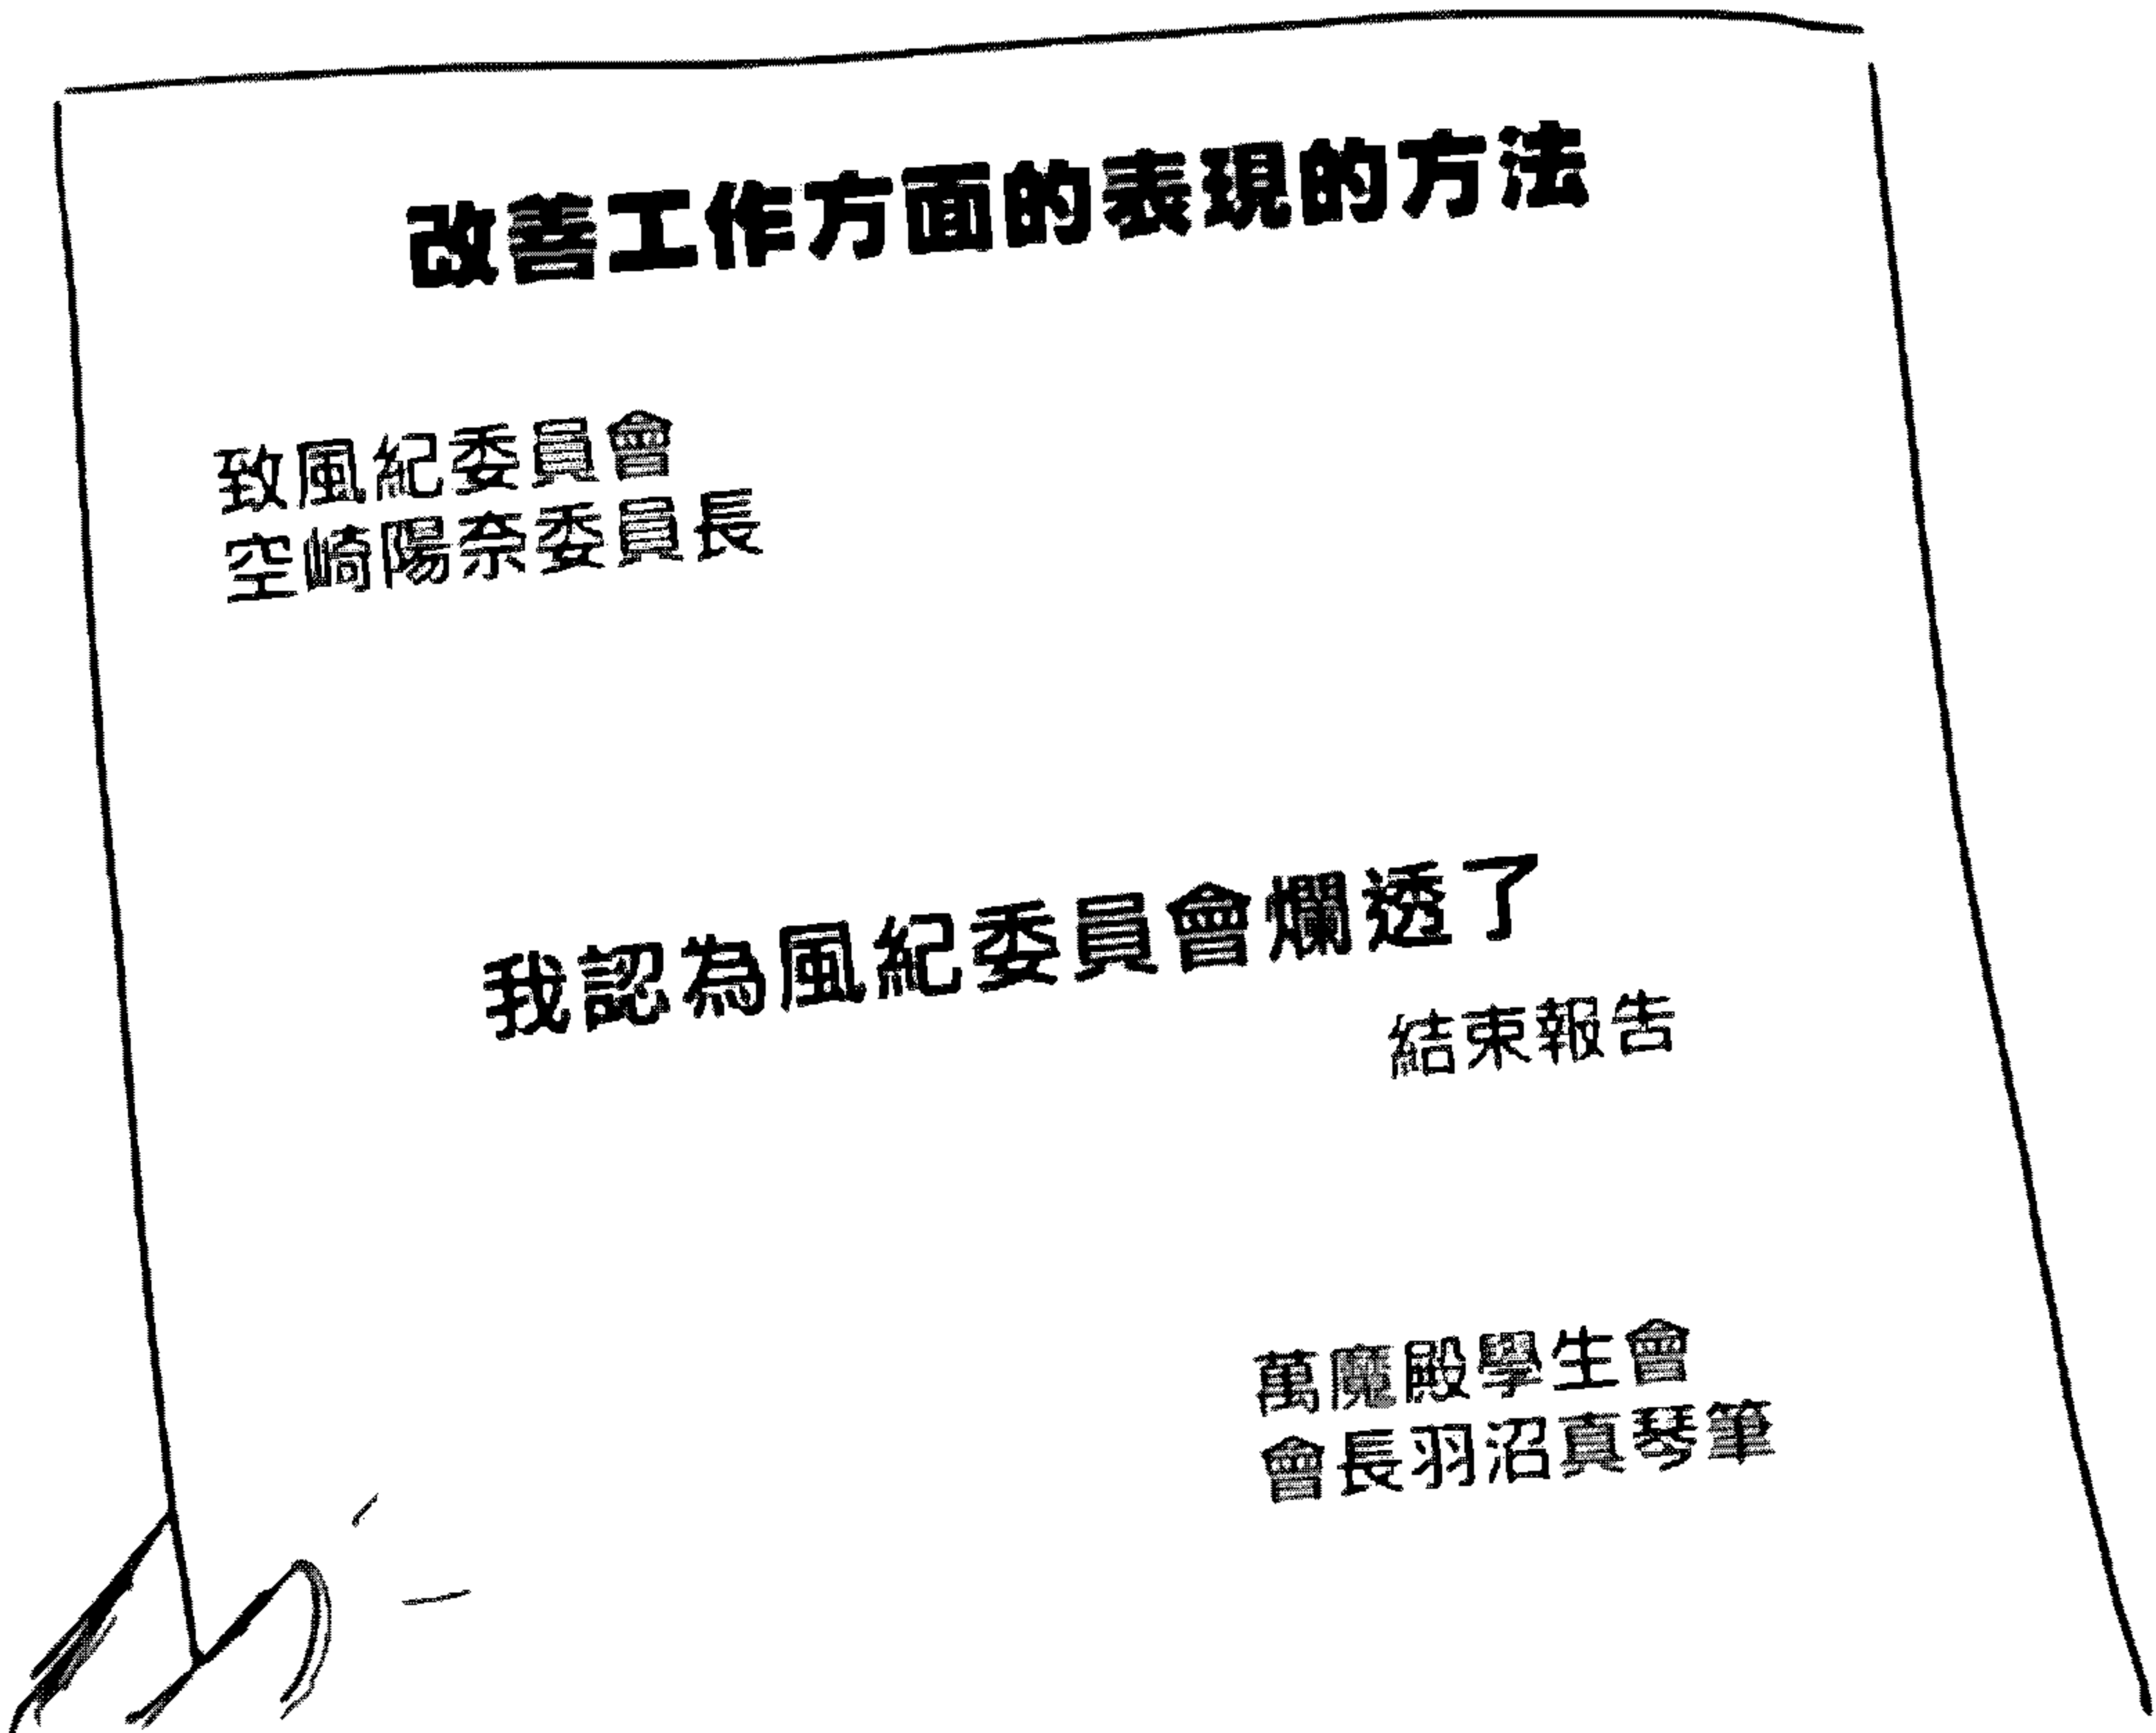 改善工作方面的表現的方法
致風紀委員會
空崎陽奈委員長
我認為風紀委員會爛透了
結束報告
萬魔殿學生會
會長羽沼真琴筆